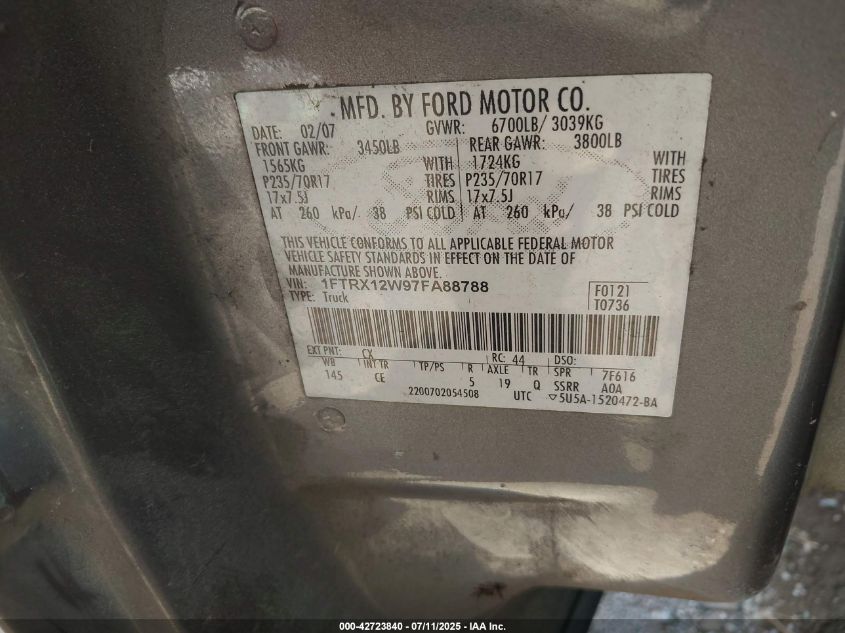 MFD. BY FORD MOTOR CO.
DATE: 02/07 GVWR: 6700LB/ 3039KG
FRONT GAWR: 3450LB REAR GAWR: 3800LB
1565KG WITH 1724KG WITH
P235/70R17 TIRES P235/70R17 TIRES
17x7.5J RIMS 17x7.5J RIMS
AT 260 kPa/ 38 PSI COLD AT 260 kPa/ 38 PSI COLD
THIS VEHICLE CONFORMS TO ALL APPLICABLE FEDERAL MOTOR
VEHICLE SAFETY STANDARDS IN EFFECT ON THE DATE OF
MANUFACTURE SHOWN ABOVE.
VIN: 1FTRX12W97FA88788 F0121
TYPE: Truck T0736
EXT PNT: CX RC: 44 DSO:
WB INT TR TP/PS R AXLE TR SPR 7F616
145 CE 5 19 Q SSRR A0A
2200702054508 UTC ▽5U5A-1520472-BA
000-42723840 - 07/11/2025 - IAA Inc.